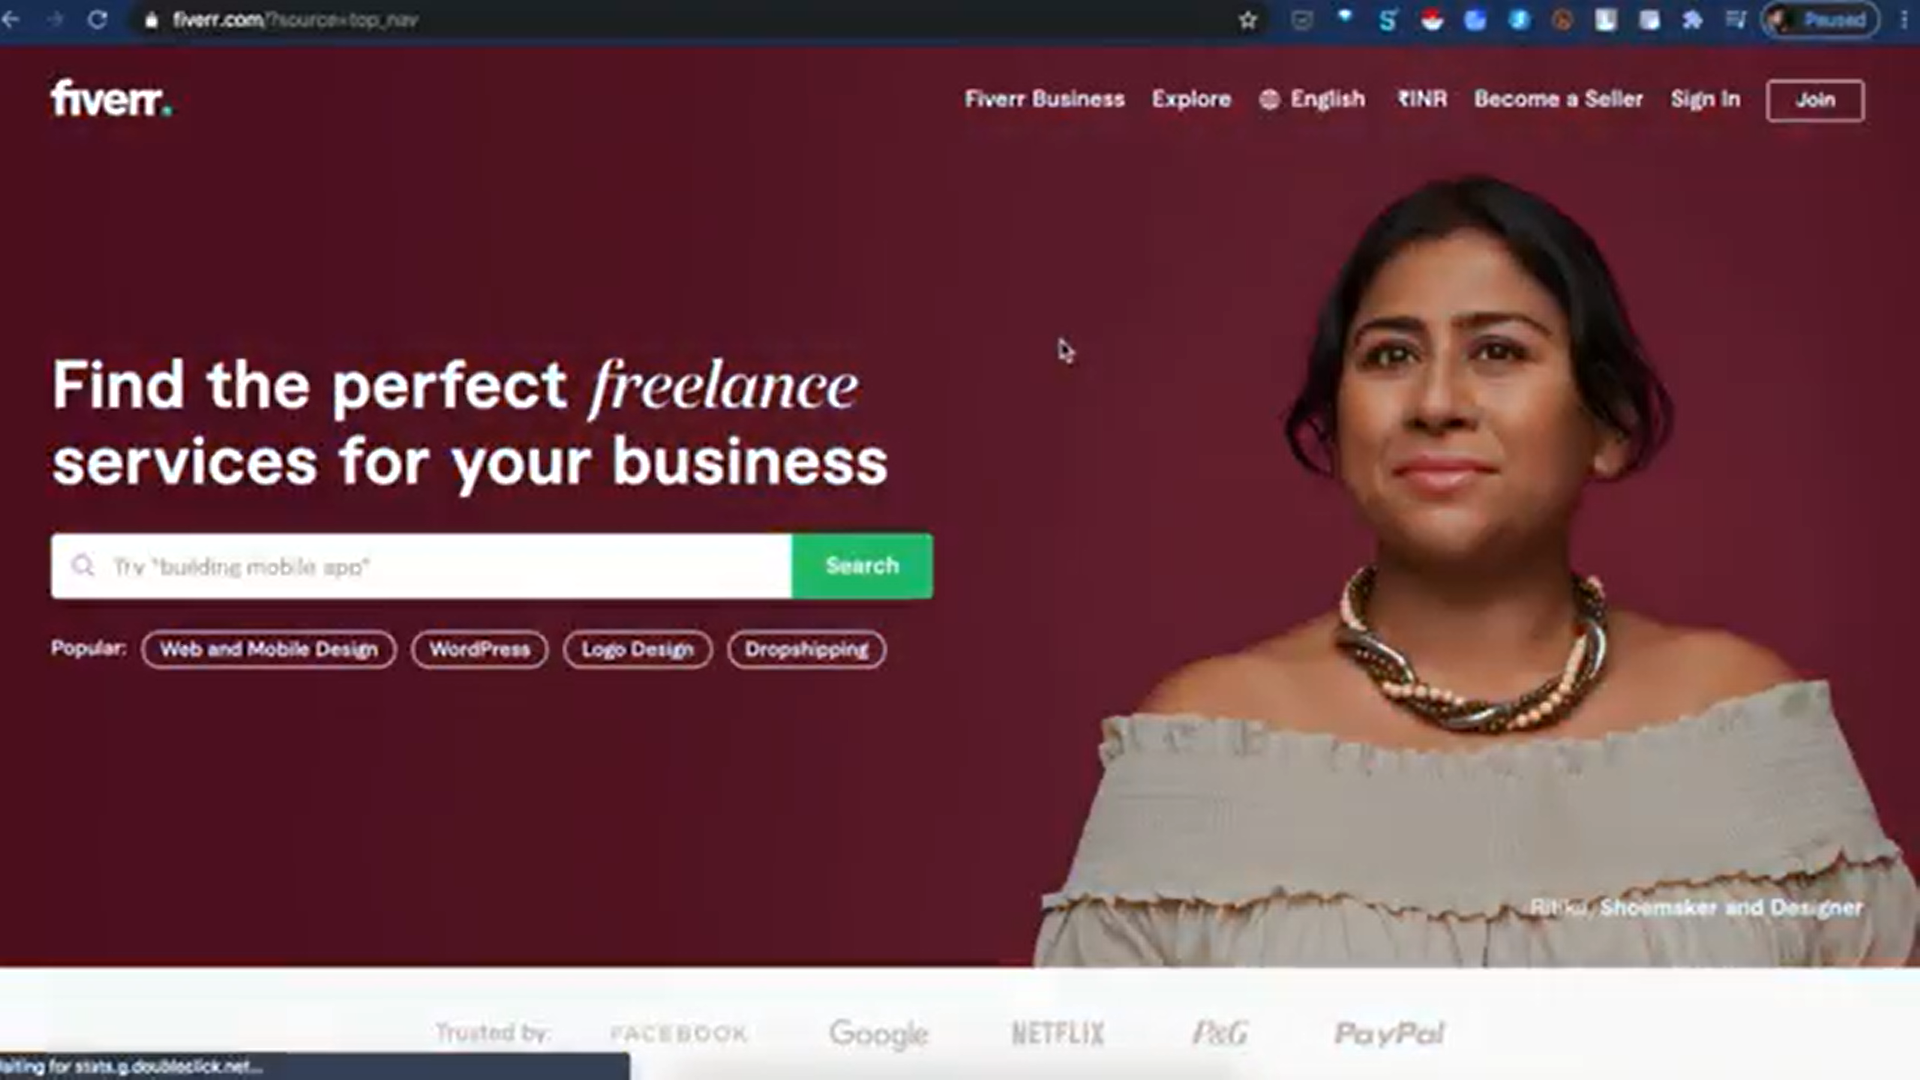 fiverr.com/?source=top_nav
Paused
fiverr.
Fiverr Business Explore English ₹INR Become a Seller Sign In Join
Find the perfect freelance
services for your business
Try "building mobile app"
Search
Popular: Web and Mobile Design WordPress Logo Design Dropshipping
Ritika, Shoemaker and Designer
Trusted by: FACEBOOK Google NETFLIX P&G PayPal
aiting for stats.g.doubleclick.net...